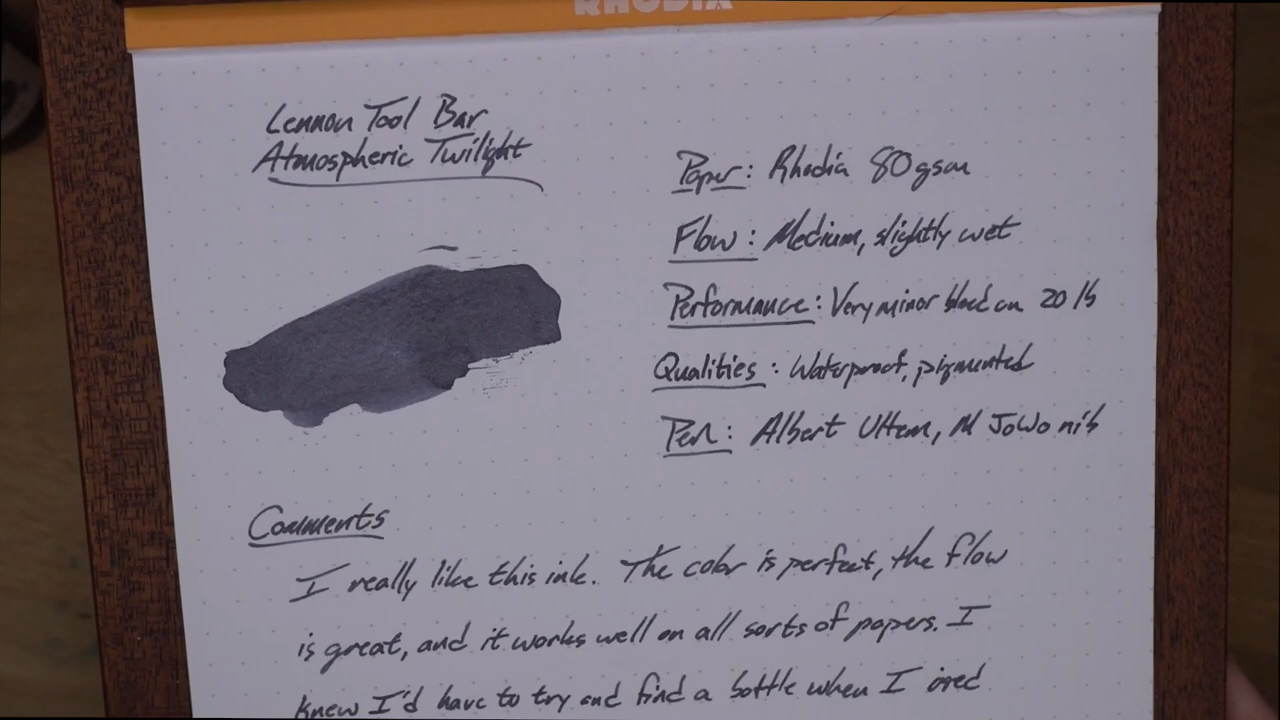 RHODIA
Lennon Tool Bar
Atmospheric Twilight
Paper: Rhodia 80gsm
Flow: Medium, slightly wet
Performance: Very minor bleed on 20 lb
Qualities: Waterproof, pigmented
Pen: Albert Uttem, M JoWo nib
Comments
I really like this ink. The color is perfect, the flow
is great, and it works well on all sorts of papers. I
knew I'd have to try and find a bottle when I